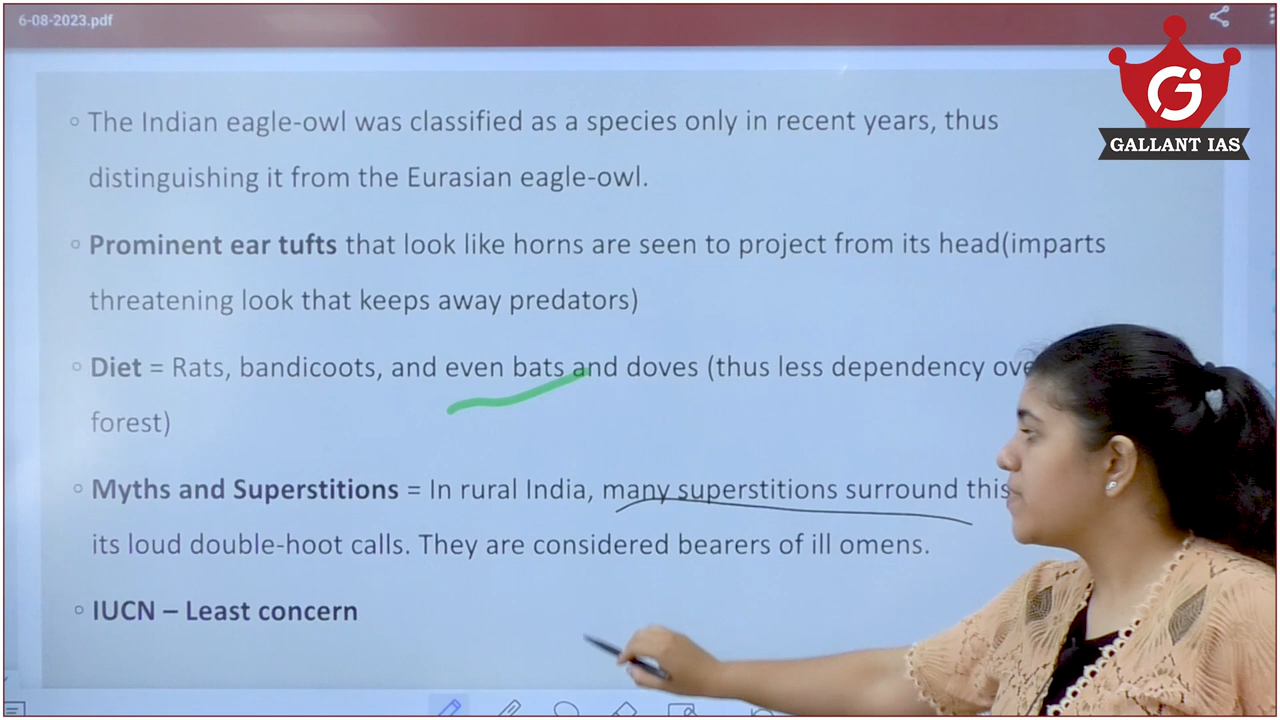 6-08-2023.pdf
GALLANT IAS
The Indian eagle-owl was classified as a species only in recent years, thus
distinguishing it from the Eurasian eagle-owl.
Prominent ear tufts that look like horns are seen to project from its head(imparts
threatening look that keeps away predators)
Diet = Rats, bandicoots, and even bats and doves (thus less dependency
forest)
Myths and Superstitions = In rural India, many superstitions surround this
its loud double-hoot calls. They are considered bearers of ill omens.
IUCN – Least concern